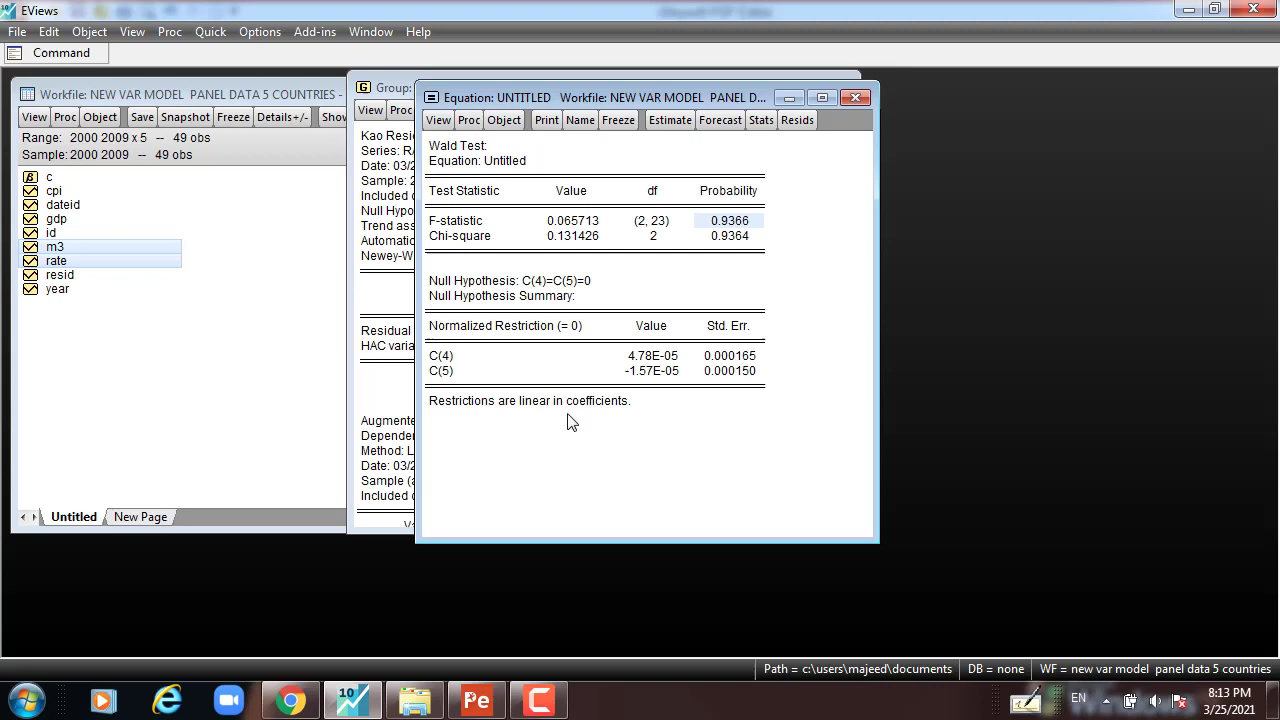 EViews
File Edit Object View Proc Quick Options Add-ins Window Help
Command
Workfile: NEW VAR MODEL PANEL DATA 5 COUNTRIES -
View Proc Object Save Snapshot Freeze Details+/- Show
Range: 2000 2009 x 5 -- 49 obs
Sample: 2000 2009 -- 49 obs
c
cpi
dateid
gdp
id
m3
rate
resid
year
Untitled New Page
Group:
View Proc
Kao Resi
Series: R
Date: 03/2
Sample: 2
Included
Null Hypo
Trend ass
Automatic
Newey-W
Residual
HAC varia
Augmente
Depender
Method: L
Date: 03/2
Sample (a
Included
Equation: UNTITLED Workfile: NEW VAR MODEL PANEL D...
View Proc Object Print Name Freeze Estimate Forecast Stats Resids
Wald Test:
Equation: Untitled
Test Statistic Value df Probability
F-statistic 0.065713 (2, 23) 0.9366
Chi-square 0.131426 2 0.9364
Null Hypothesis: C(4)=C(5)=0
Null Hypothesis Summary:
Normalized Restriction (= 0) Value Std. Err.
C(4) 4.78E-05 0.000165
C(5) -1.57E-05 0.000150
Restrictions are linear in coefficients.
Path = c:\users\majeed\documents DB = none WF = new var model panel data 5 countries
10 Pe C EN 8:13 PM
3/25/2021